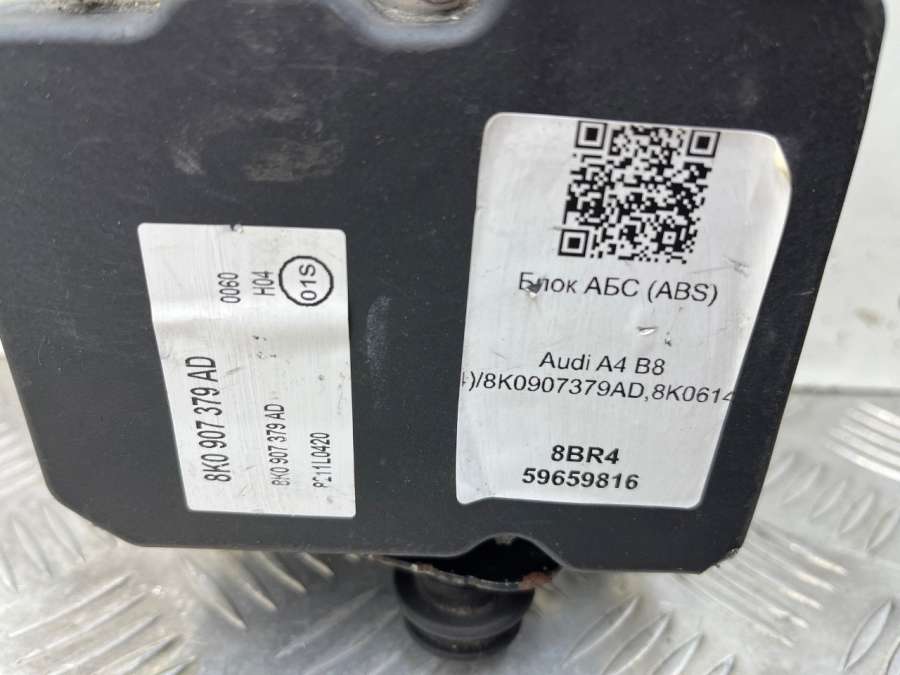 8K0 907 379 AD
0060
H04
01S
8K0 907 379 AD
P211L0420
Блок АБС (ABS)
Audi A4 B8
)/8K0907379AD,8K0614
8BR4
59659816